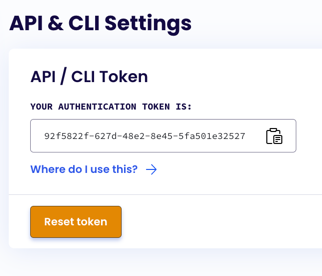 API & CLI Settings
API / CLI Token
YOUR AUTHENTICATION TOKEN IS:
92f5822f-627d-48e2-8e45-5fa501e32527
Where do I use this?
Reset token